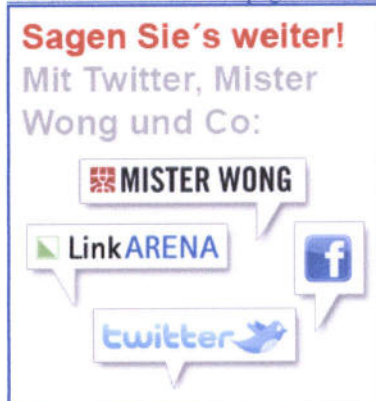 Sagen Sie´s weiter!
Mit Twitter, Mister
Wong und Co:
MISTER WONG
LinkARENA
f
twitter